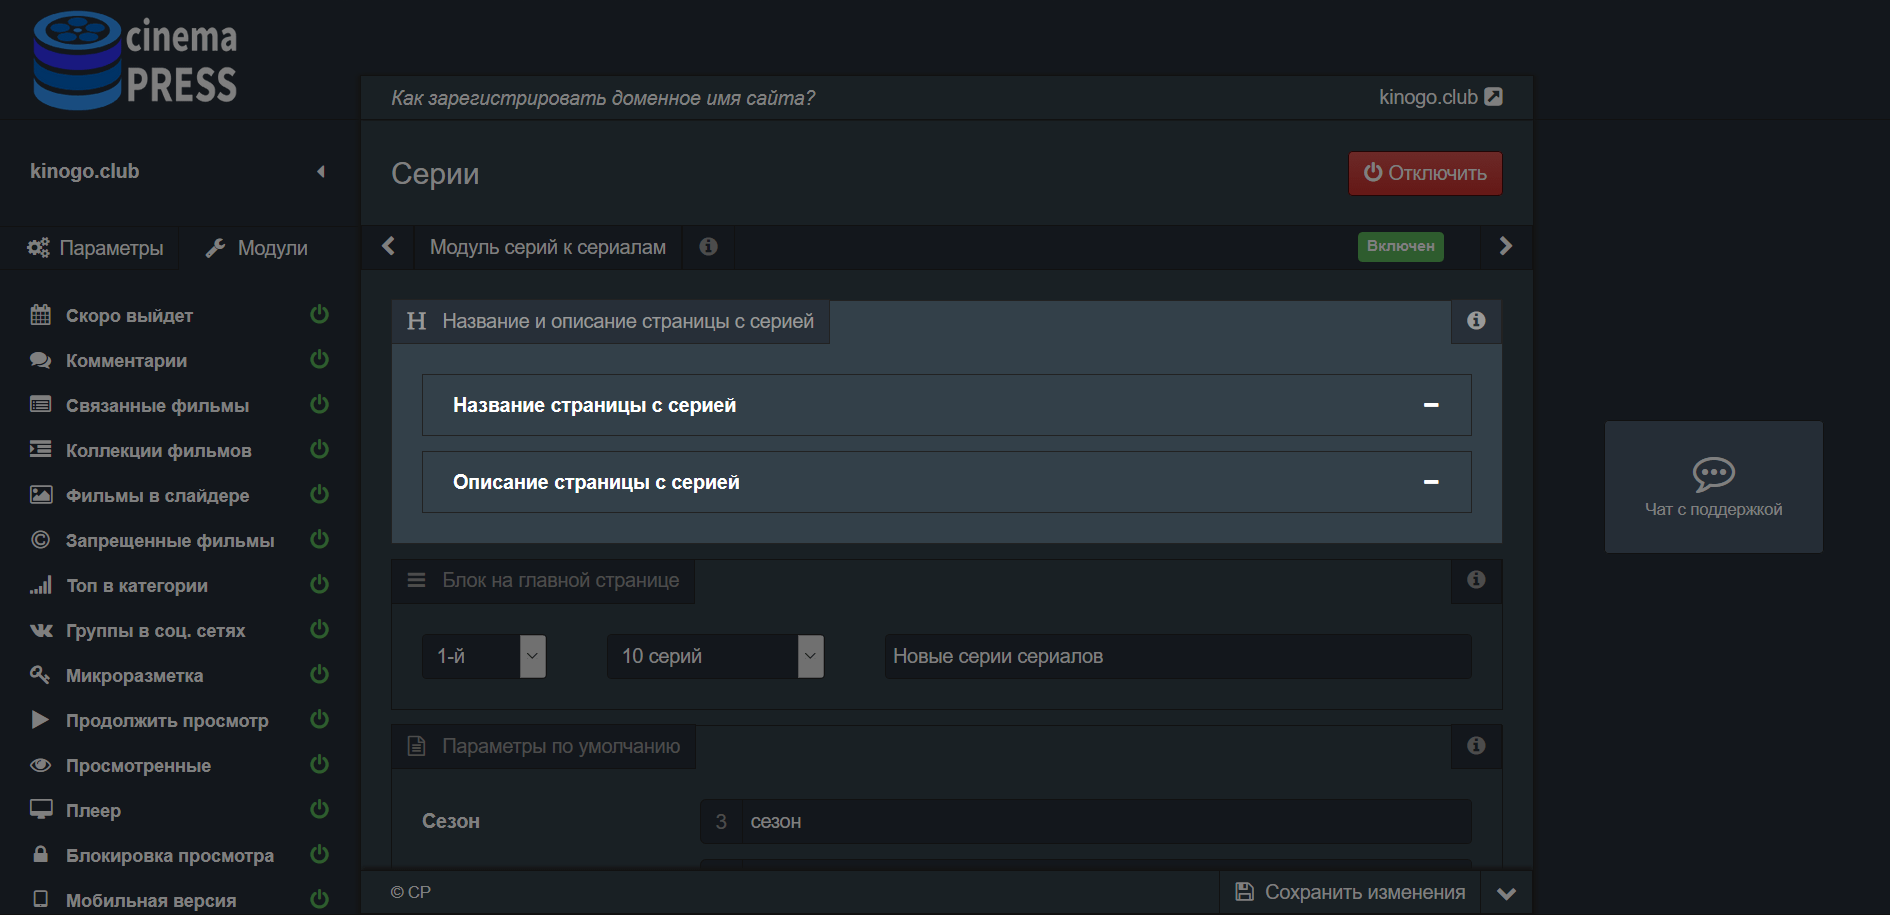 cinema
PRESS
Как зарегистрировать доменное имя сайта?
kinogo.club
kinogo.club
Серии
Отключить
Параметры
Модули
Модуль серий к сериалам
Включен
Скоро выйдет
Комментарии
Связанные фильмы
Коллекции фильмов
Фильмы в слайдере
Запрещенные фильмы
Топ в категории
Группы в соц. сетях
Микроразметка
Продолжить просмотр
Просмотренные
Плеер
Блокировка просмотра
Мобильная версия
H Название и описание страницы с серией
Название страницы с серией
Описание страницы с серией
Блок на главной странице
1-й
10 серий
Новые серии сериалов
Параметры по умолчанию
Сезон
3 сезон
© CP
Сохранить изменения
Чат с поддержкой